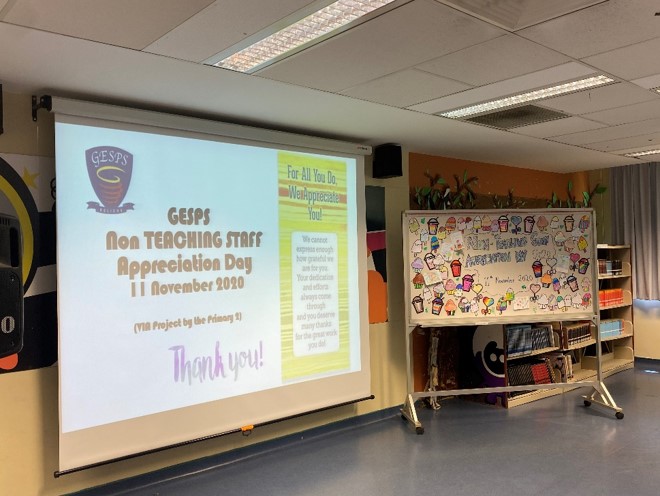 GESPS
GESPS
Non TEACHING STAFF
Appreciation Day
11 November 2020
(VIA Project by the Primary 2)
Thank you!
For All You Do,
We Appreciate
You!
We cannot
express enough
how grateful we
are for you.
Your dedication
and efforts
always come
through
and you deserve
many thanks
for the great work
you do!
Non-Teaching Staff
Appreciation Day
November 2020